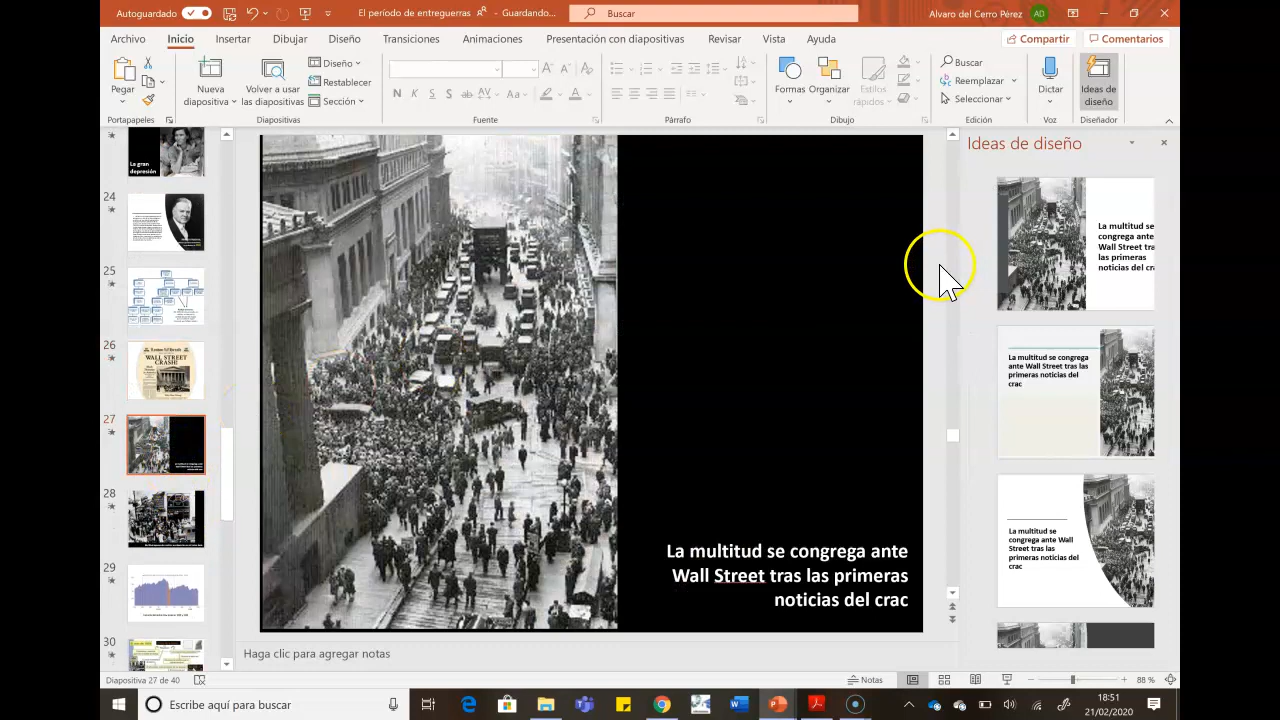 Autoguardado
El período de entreguerras
- Guardando...
Buscar
Alvaro del Cerro Pérez
AD
Archivo
Inicio
Insertar
Dibujar
Diseño
Transiciones
Animaciones
Presentación con diapositivas
Revisar
Vista
Ayuda
Compartir
Comentarios
Pegar
Nueva
diapositiva
Volver a usar
las diapositivas
Diseño
Restablecer
Sección
N
K
S
S
ab
AV
Aa
A
Formas
Organizar
Estilos
rápidos
Buscar
Reemplazar
Seleccionar
Dictar
Ideas de
diseño
Portapapeles
Diapositivas
Fuente
Párrafo
Dibujo
Edición
Voz
Diseñador
La gran
depresión
24
25
26
WALL STREET
CRASH!
27
28
29
30
La multitud se congrega ante
Wall Street tras las primeras
noticias del crac
Ideas de diseño
La multitud se
congrega ante
Wall Street tra
las primeras
noticias del cra
La multitud se congrega
ante Wall Street tras las
primeras noticias del
crac
La multitud se
congrega ante Wall
Street tras las
primeras noticias del
crac
Haga clic para agregar notas
Diapositiva 27 de 40
Notas
88 %
Escribe aquí para buscar
18:51
21/02/2020